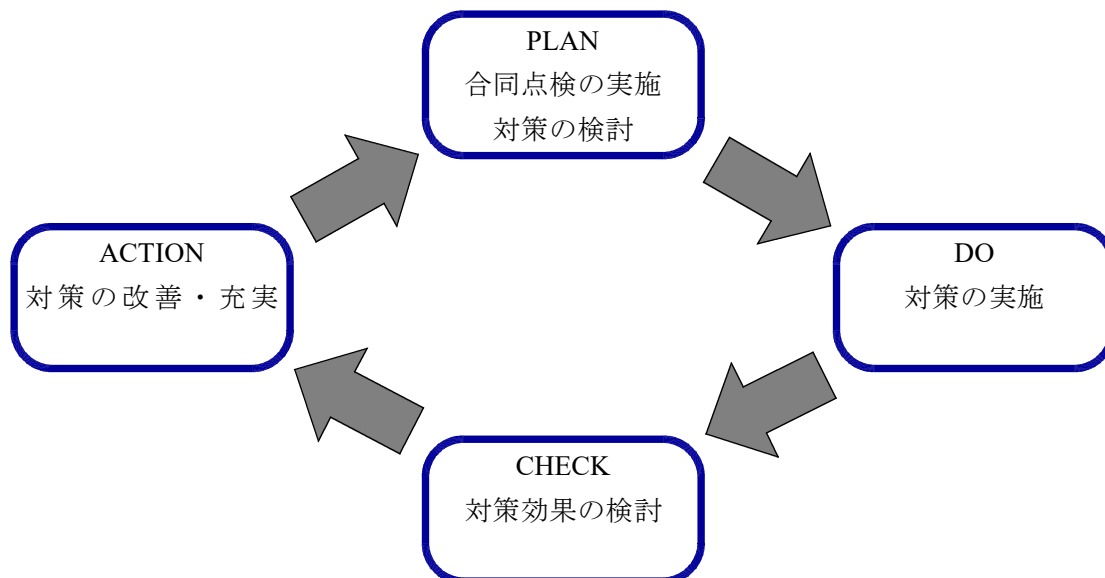 PLAN
合同点検の実施
対策の検討
ACTION
対策の改善・充実
DO
対策の実施
CHECK
対策効果の検討